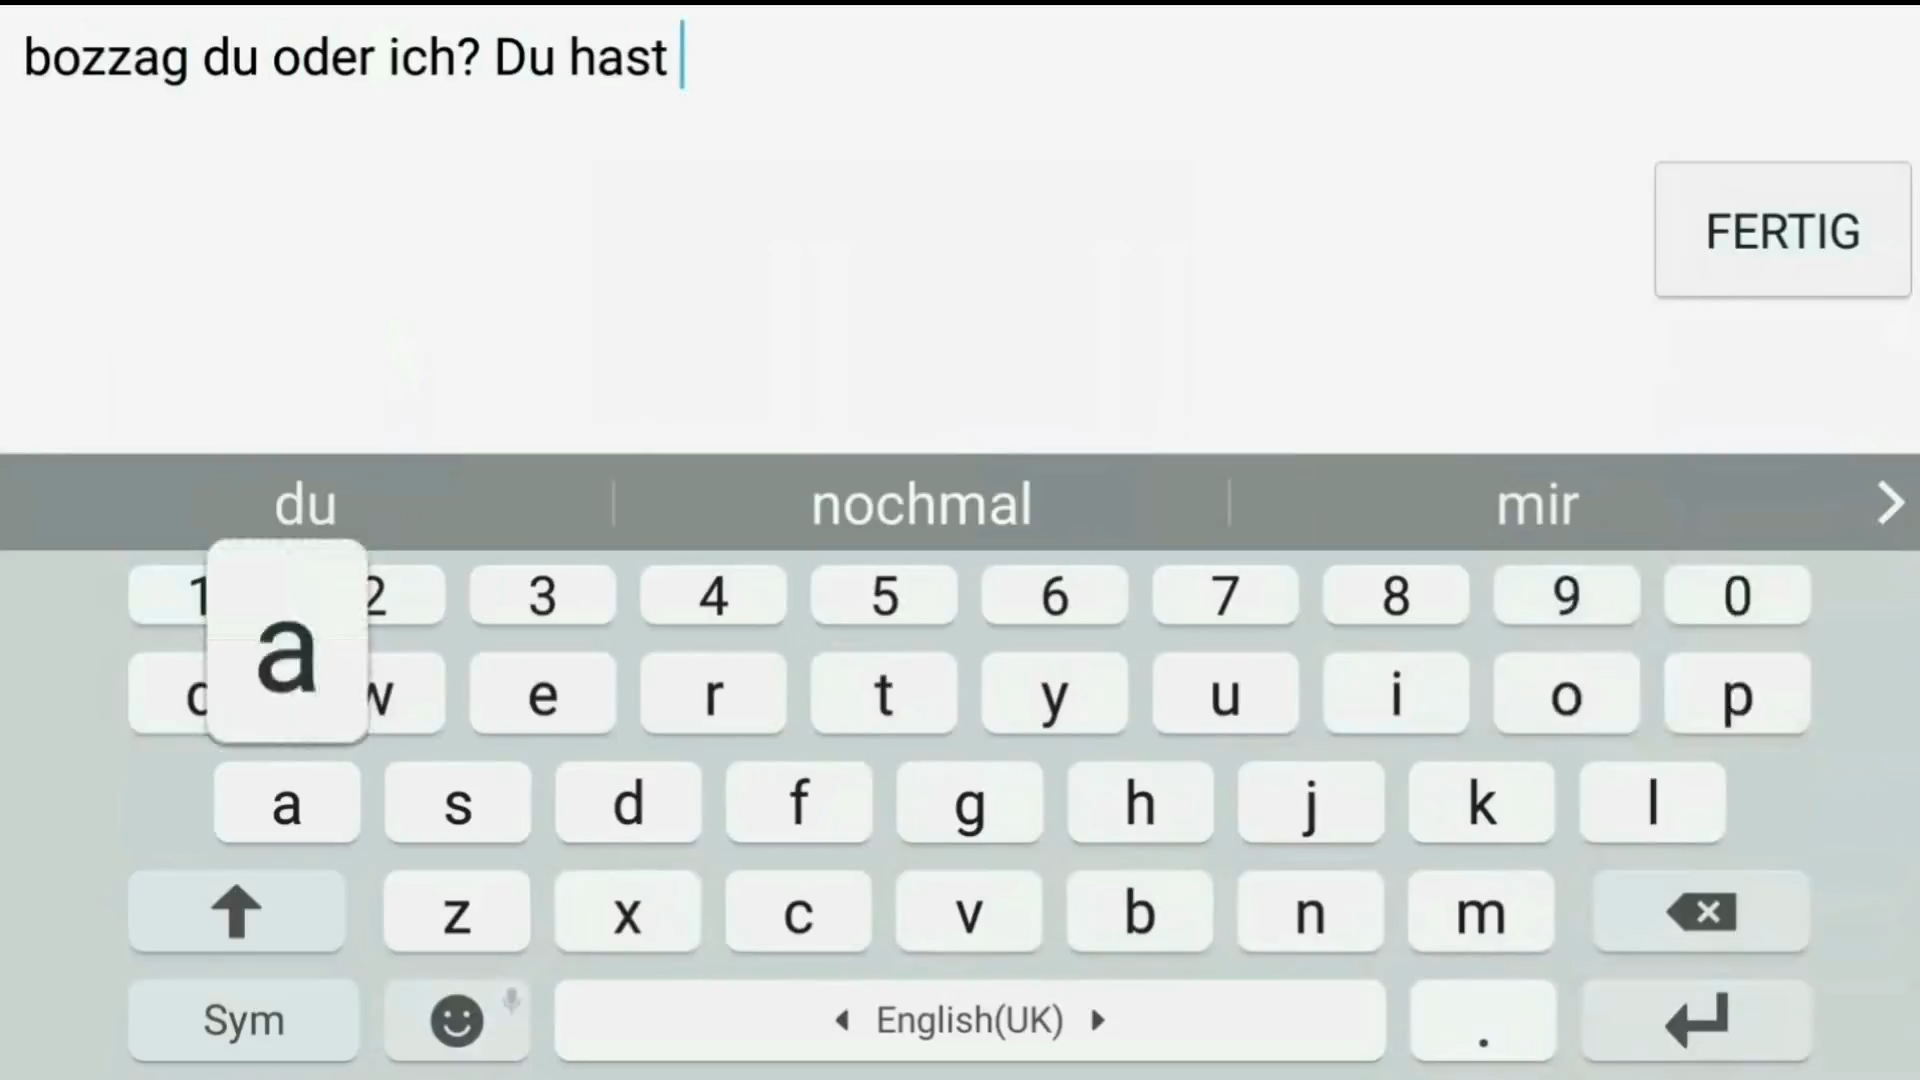 bozzag du oder ich? Du hast
FERTIG
du nochmal mir
1 2 3 4 5 6 7 8 9 0
a
w e r t y u i o p
a s d f g h j k l
z x c v b n m
Sym English(UK) .